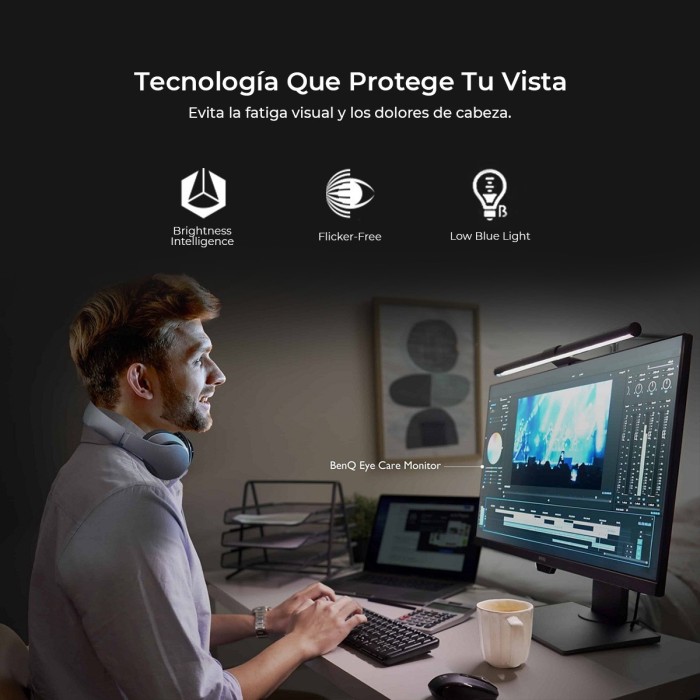 Tecnología Que Protege Tu Vista
Evita la fatiga visual y los dolores de cabeza.
Brightness
Intelligence
Flicker-Free
Low Blue Light
ß
BenQ Eye Care Monitor